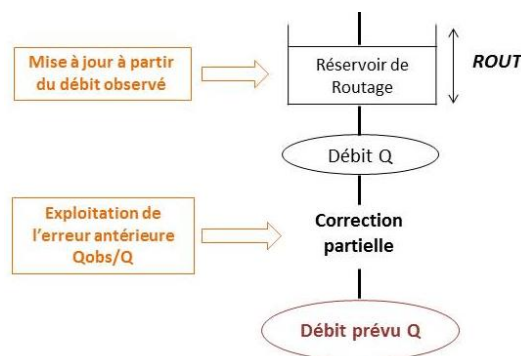 Mise à jour à partir
du débit observé
Réservoir de
Routage
ROUT
Débit Q
Exploitation de
l'erreur antérieure
Qobs/Q
Correction
partielle
Débit prévu Q